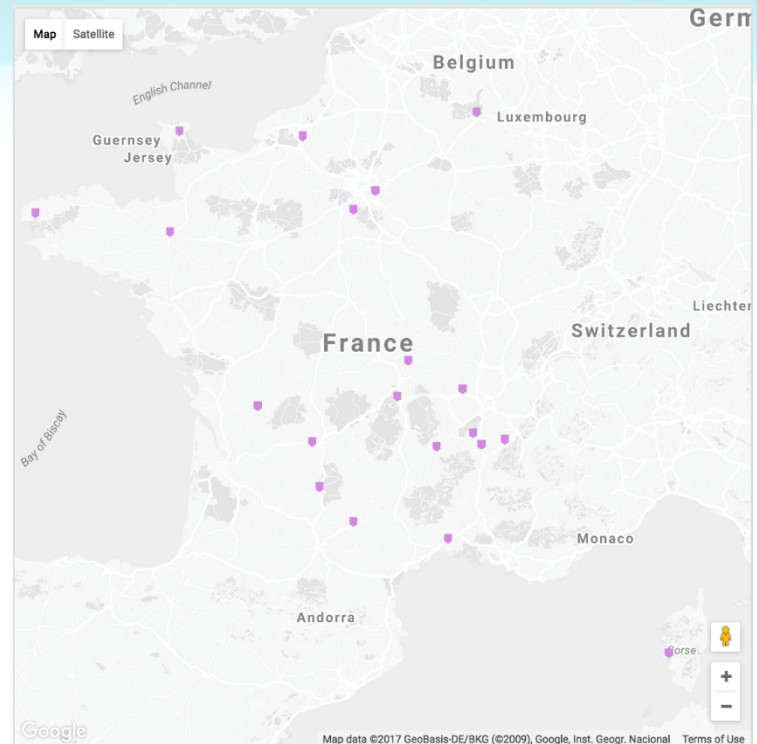 Germ
Map Satellite
Belgium
English Channel
Luxembourg
Guernsey
Jersey
Liechter
Switzerland
France
Bay of Biscay
Monaco
Andorra
Corse
+
−
Google
Map data ©2017 GeoBasis-DE/BKG (©2009), Google, Inst. Geogr. Nacional Terms of Use